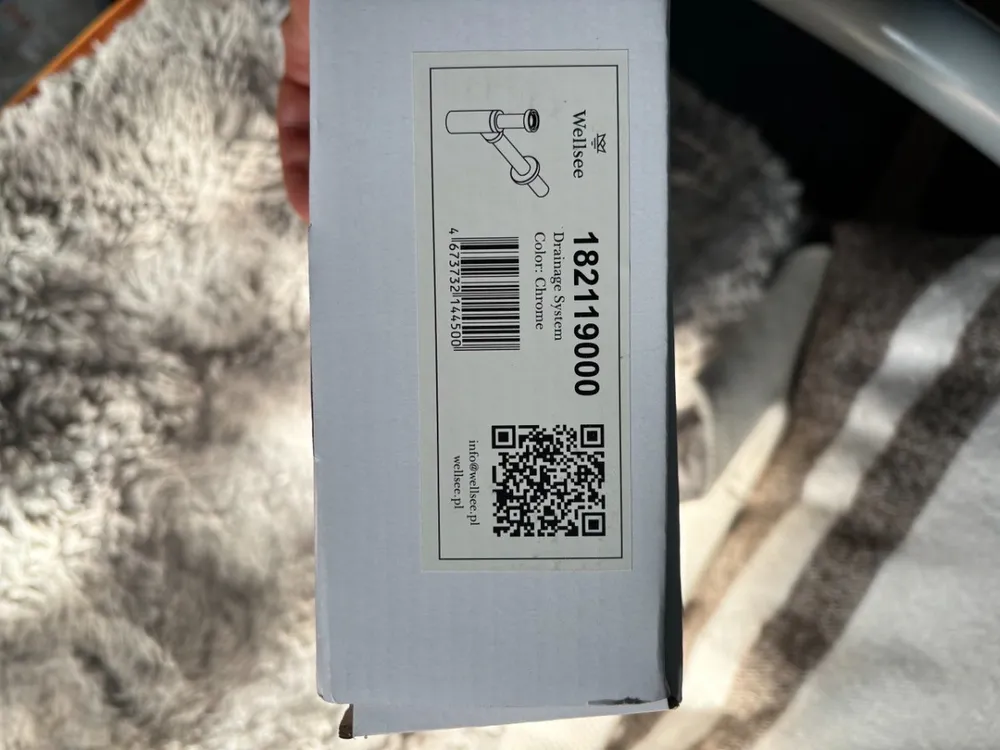 Wellsee
182119000
Drainage System
Color: Chrome
4 673732 144500
info@wellsee.pl
wellsee.pl